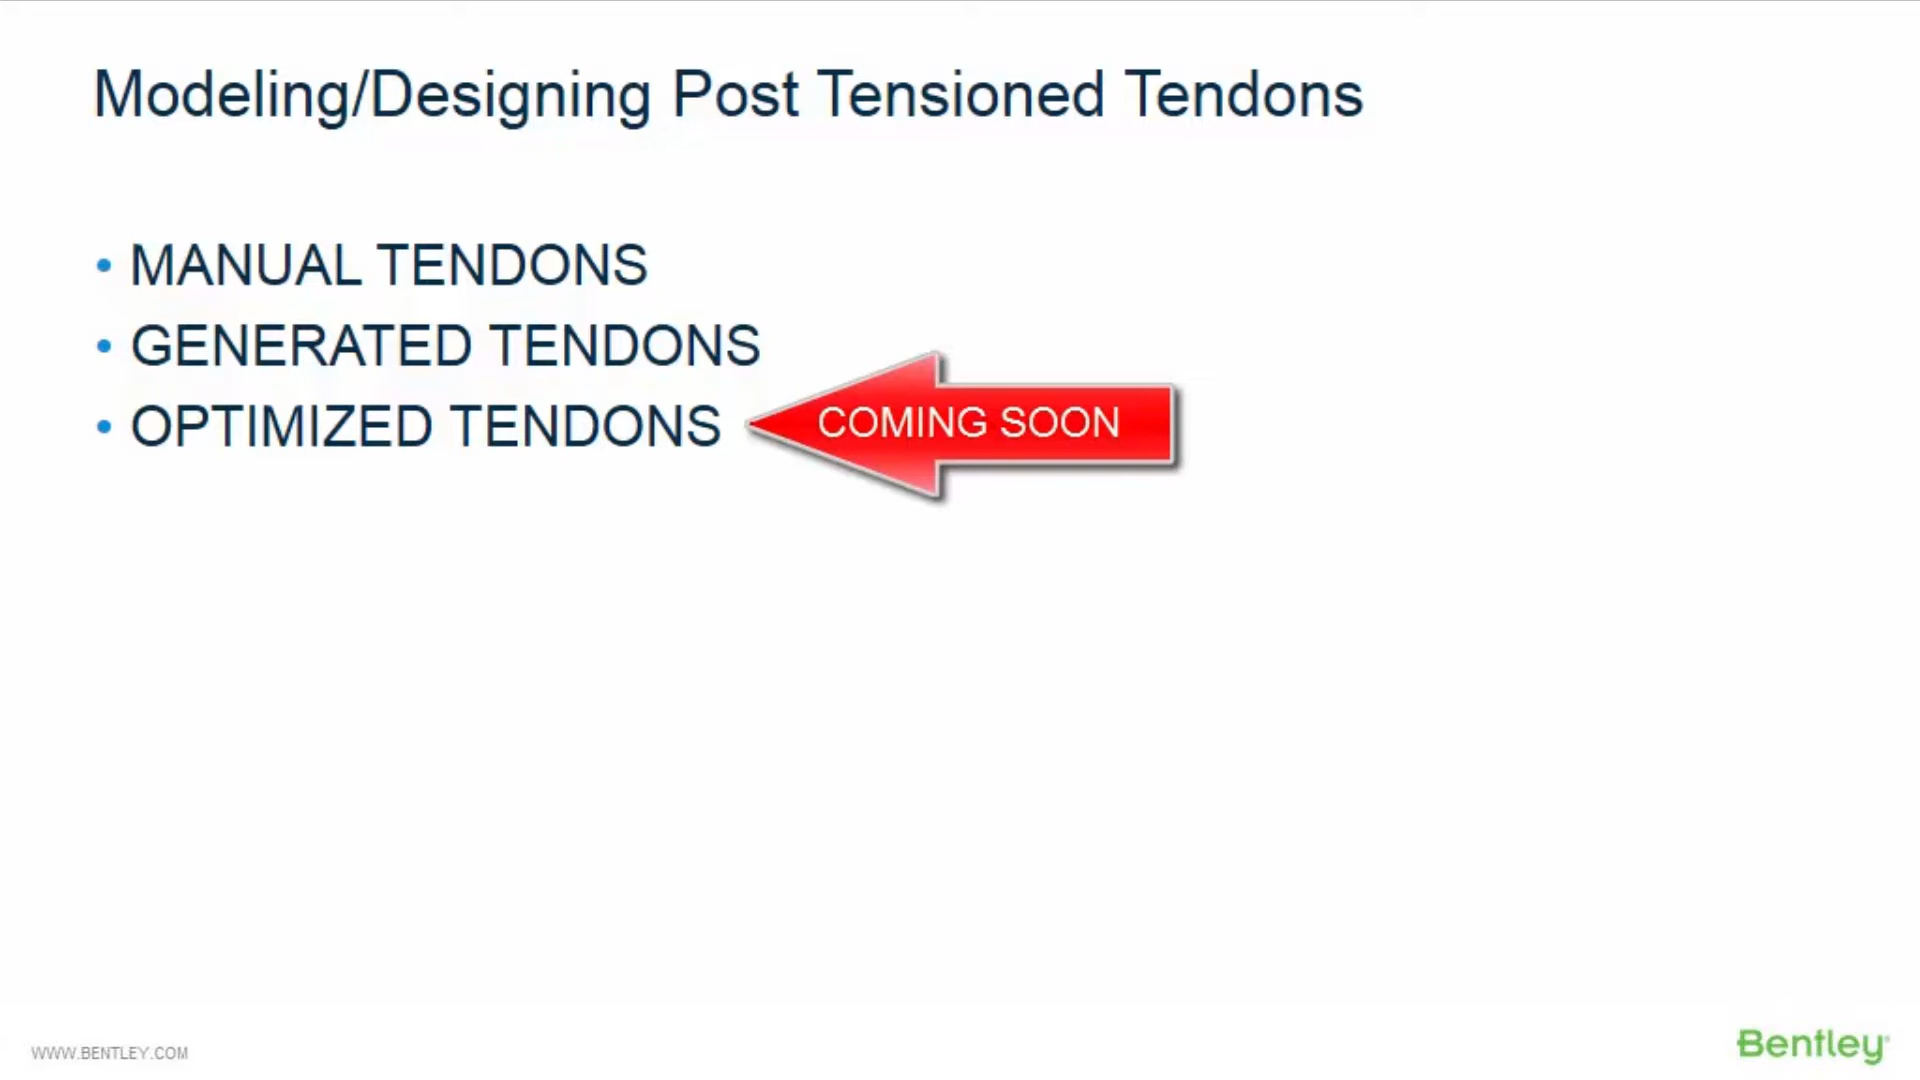 Modeling/Designing Post Tensioned Tendons
• MANUAL TENDONS
• GENERATED TENDONS
• OPTIMIZED TENDONS
COMING SOON
WWW.BENTLEY.COM
Bentley